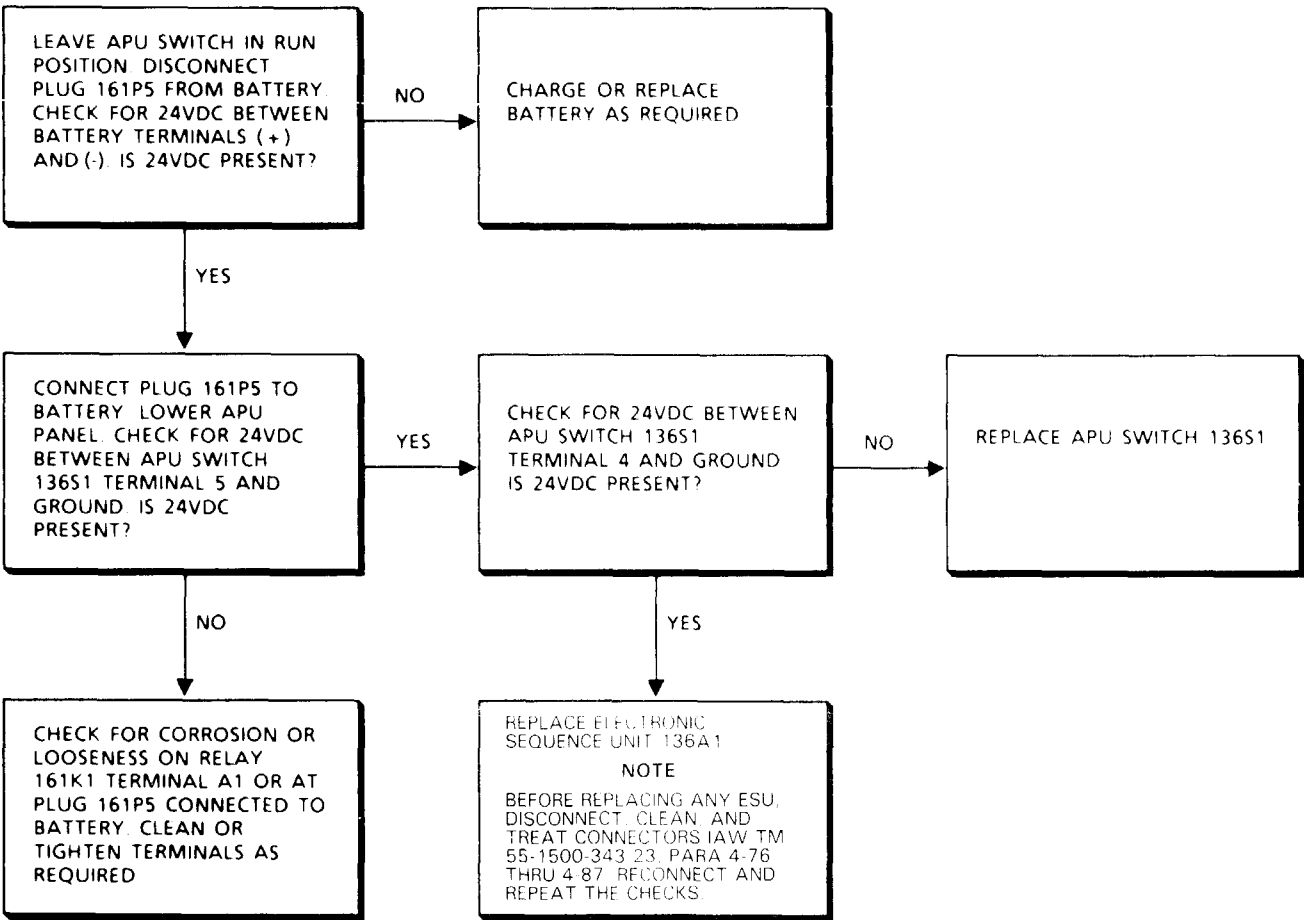 LEAVE APU SWITCH IN RUN
POSITION. DISCONNECT
PLUG 161P5 FROM BATTERY.
CHECK FOR 24VDC BETWEEN
BATTERY TERMINALS (+)
AND (-). IS 24VDC PRESENT?
NO
CHARGE OR REPLACE
BATTERY AS REQUIRED
YES
CONNECT PLUG 161P5 TO
BATTERY. LOWER APU
PANEL. CHECK FOR 24VDC
BETWEEN APU SWITCH
136S1 TERMINAL 5 AND
GROUND. IS 24VDC
PRESENT?
YES
CHECK FOR 24VDC BETWEEN
APU SWITCH 136S1
TERMINAL 4 AND GROUND
IS 24VDC PRESENT?
NO
REPLACE APU SWITCH 136S1
NO
YES
CHECK FOR CORROSION OR
LOOSENESS ON RELAY
161K1 TERMINAL A1 OR AT
PLUG 161P5 CONNECTED TO
BATTERY. CLEAN OR
TIGHTEN TERMINALS AS
REQUIRED
REPLACE ELECTRONIC
SEQUENCE UNIT 136A1
NOTE
BEFORE REPLACING ANY ESU,
DISCONNECT, CLEAN, AND
TREAT CONNECTORS IAW TM
55-1500-343 23, PARA 4-76
THRU 4-87. RECONNECT AND
REPEAT THE CHECKS.